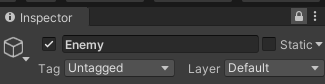 Inspector
Enemy Static
Tag Untagged Layer Default